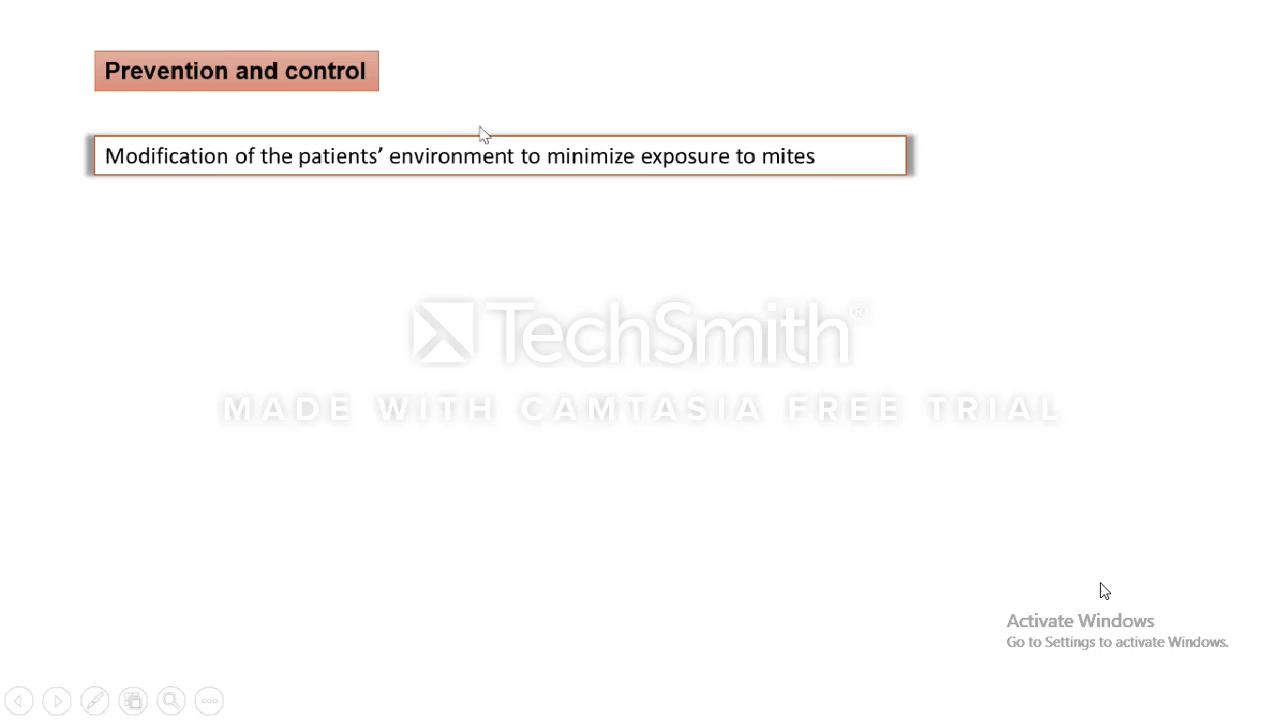 Prevention and control
Modification of the patients’ environment to minimize exposure to mites
TechSmith®
MADE WITH CAMTASIA FREE TRIAL
Activate Windows
Go to Settings to activate Windows.